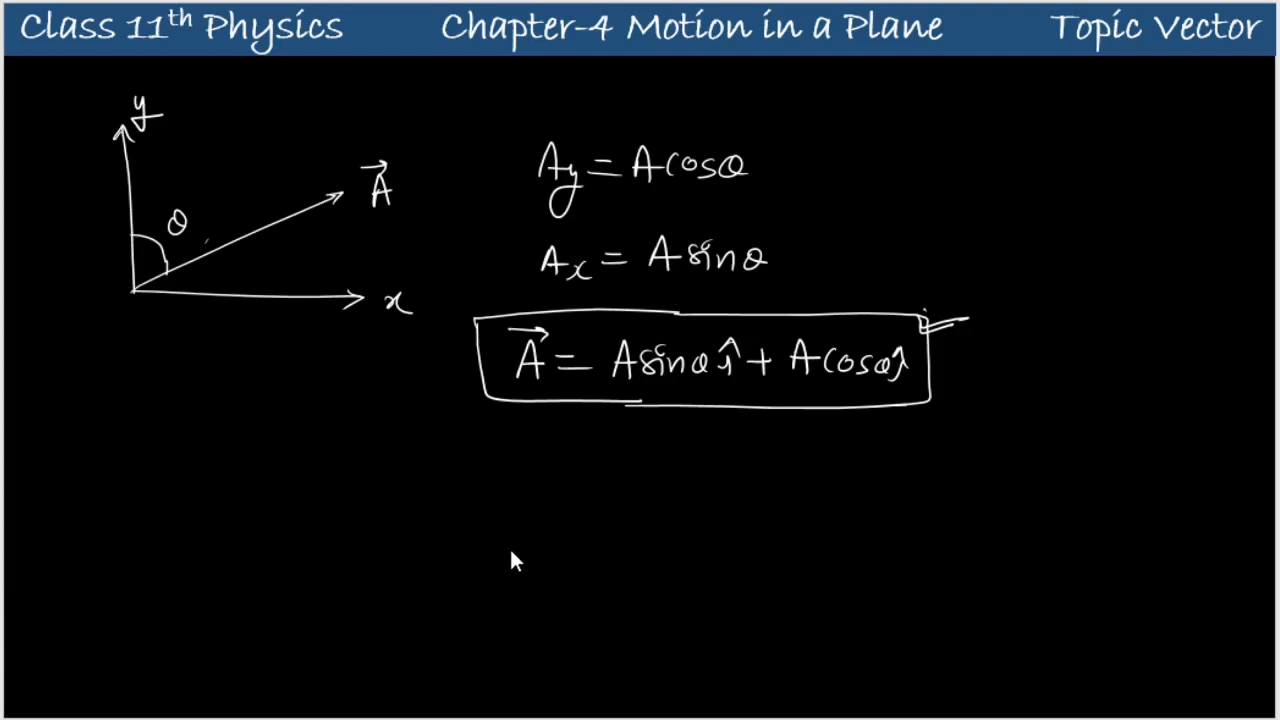 Class 11th Physics Chapter-4 Motion in a Plane Topic Vector
y
A⃗
θ
x
Ay = A cosθ
Ax = A sinθ
A⃗ = A sinθ î + A cosθ ĵ